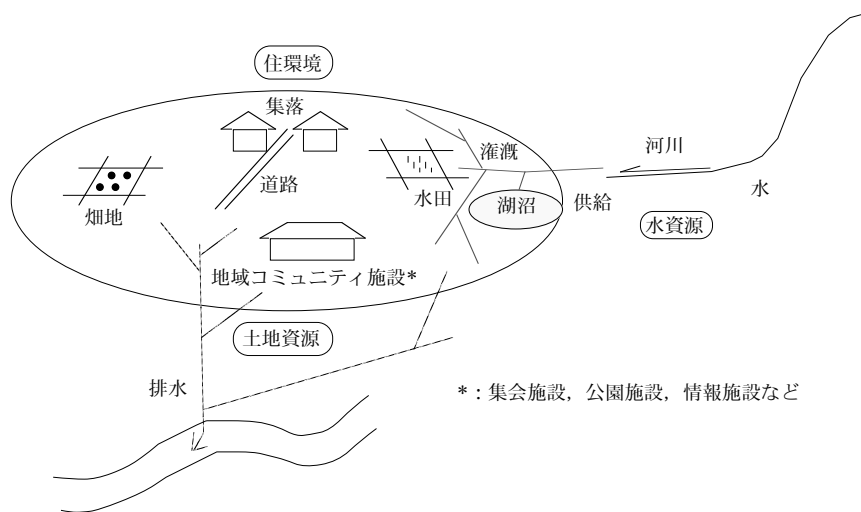 住環境
集落
道路
畑地
水田
灌漑
河川
湖沼
供給
水
水資源
地域コミュニティ施設*
土地資源
排水
*：集会施設，公園施設，情報施設など